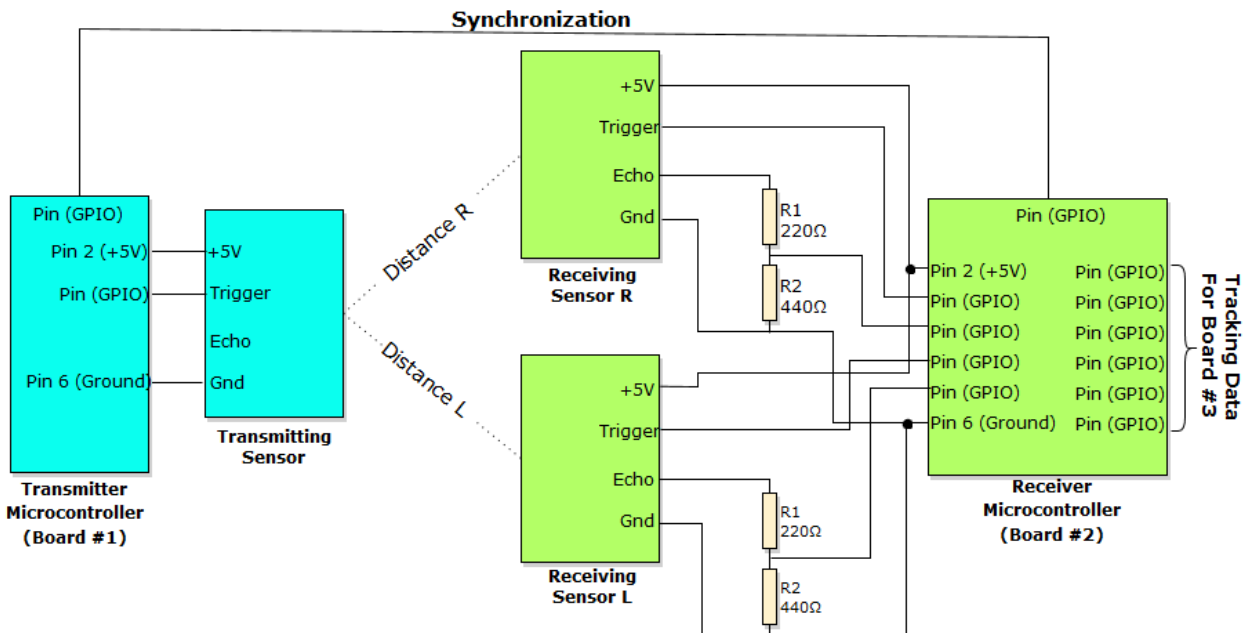 Synchronization
Pin (GPIO)
Pin 2 (+5V)
Pin (GPIO)
Pin 6 (Ground)
Transmitter
Microcontroller
(Board #1)
+5V
Trigger
Echo
Gnd
Transmitting
Sensor
Distance R
Distance L
+5V
Trigger
Echo
Gnd
Receiving
Sensor R
R1
220Ω
R2
440Ω
+5V
Trigger
Echo
Gnd
Receiving
Sensor L
R1
220Ω
R2
440Ω
Pin (GPIO)
Pin 2 (+5V)
Pin (GPIO)
Pin (GPIO)
Pin (GPIO)
Pin (GPIO)
Pin 6 (Ground)
Pin (GPIO)
Pin (GPIO)
Pin (GPIO)
Pin (GPIO)
Pin (GPIO)
Pin (GPIO)
Receiver
Microcontroller
(Board #2)
Tracking Data
For Board #3